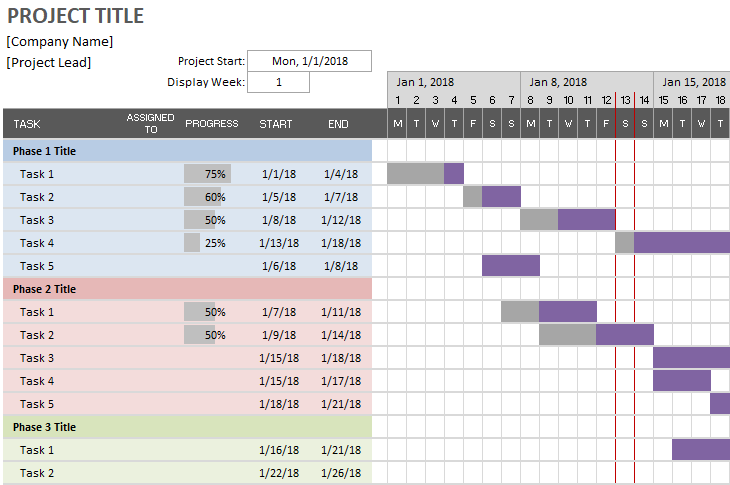 PROJECT TITLE
[Company Name]
[Project Lead]
Project Start: Mon, 1/1/2018
Display Week: 1
Jan 1, 2018 Jan 8, 2018 Jan 15, 2018
1 2 3 4 5 6 7 8 9 10 11 12 13 14 15 16 17 18
TASK ASSIGNED TO PROGRESS START END M T W T F S S M T W T F S S M T W T
Phase 1 Title
Task 1 75% 1/1/18 1/4/18
Task 2 60% 1/5/18 1/7/18
Task 3 50% 1/8/18 1/12/18
Task 4 25% 1/13/18 1/18/18
Task 5 1/6/18 1/8/18
Phase 2 Title
Task 1 50% 1/7/18 1/11/18
Task 2 50% 1/9/18 1/14/18
Task 3 1/15/18 1/18/18
Task 4 1/15/18 1/17/18
Task 5 1/18/18 1/21/18
Phase 3 Title
Task 1 1/16/18 1/21/18
Task 2 1/22/18 1/26/18